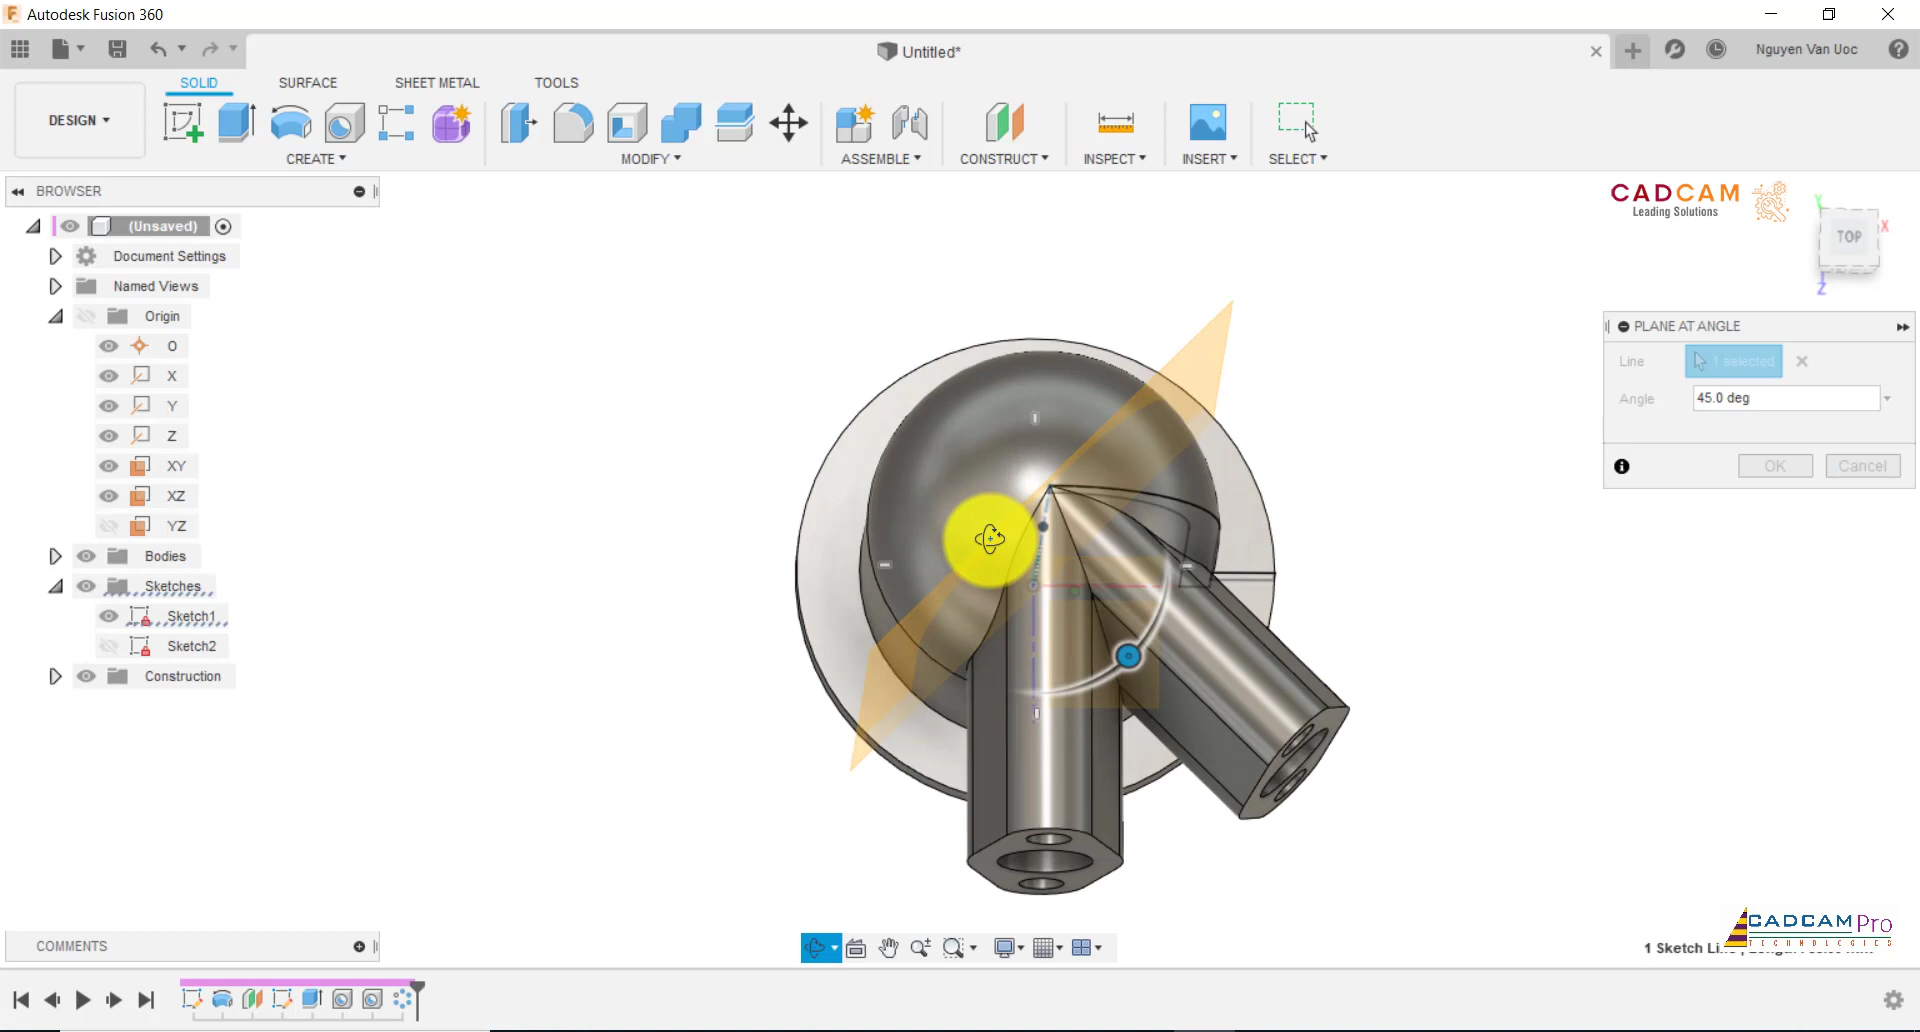 Autodesk Fusion 360
Untitled*
Nguyen Van Uoc
DESIGN
SOLID
SURFACE
SHEET METAL
TOOLS
CREATE
MODIFY
ASSEMBLE
CONSTRUCT
INSPECT
INSERT
SELECT
BROWSER
(Unsaved)
Document Settings
Named Views
Origin
O
X
Y
Z
XY
XZ
YZ
Bodies
Sketches
Sketch1
Sketch2
Construction
CADCAM
Leading Solutions
Y
TOP
X
Z
PLANE AT ANGLE
Line
1 selected
Angle
45.0 deg
OK
Cancel
COMMENTS
CADCAM Pro
TECHNOLOGIES
1 Sketch